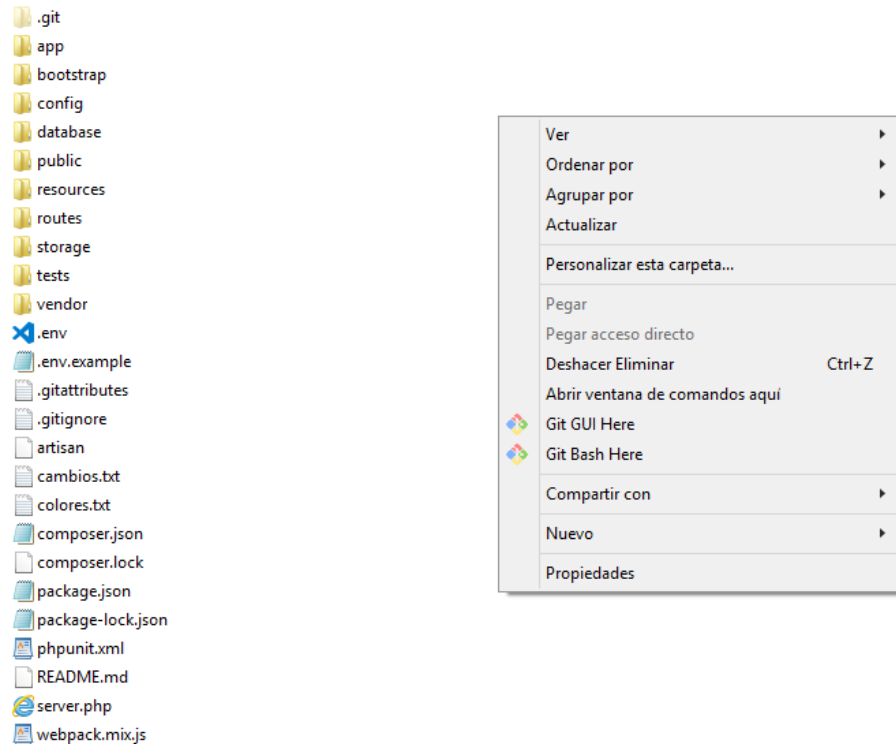 .git
app
bootstrap
config
database
public
resources
routes
storage
tests
vendor
.env
.env.example
.gitattributes
.gitignore
artisan
cambios.txt
colores.txt
composer.json
composer.lock
package.json
package-lock.json
phpunit.xml
README.md
server.php
webpack.mix.js
Ver
Ordenar por
Agrupar por
Actualizar
Personalizar esta carpeta...
Pegar
Pegar acceso directo
Deshacer Eliminar Ctrl+Z
Abrir ventana de comandos aquí
Git GUI Here
Git Bash Here
Compartir con
Nuevo
Propiedades